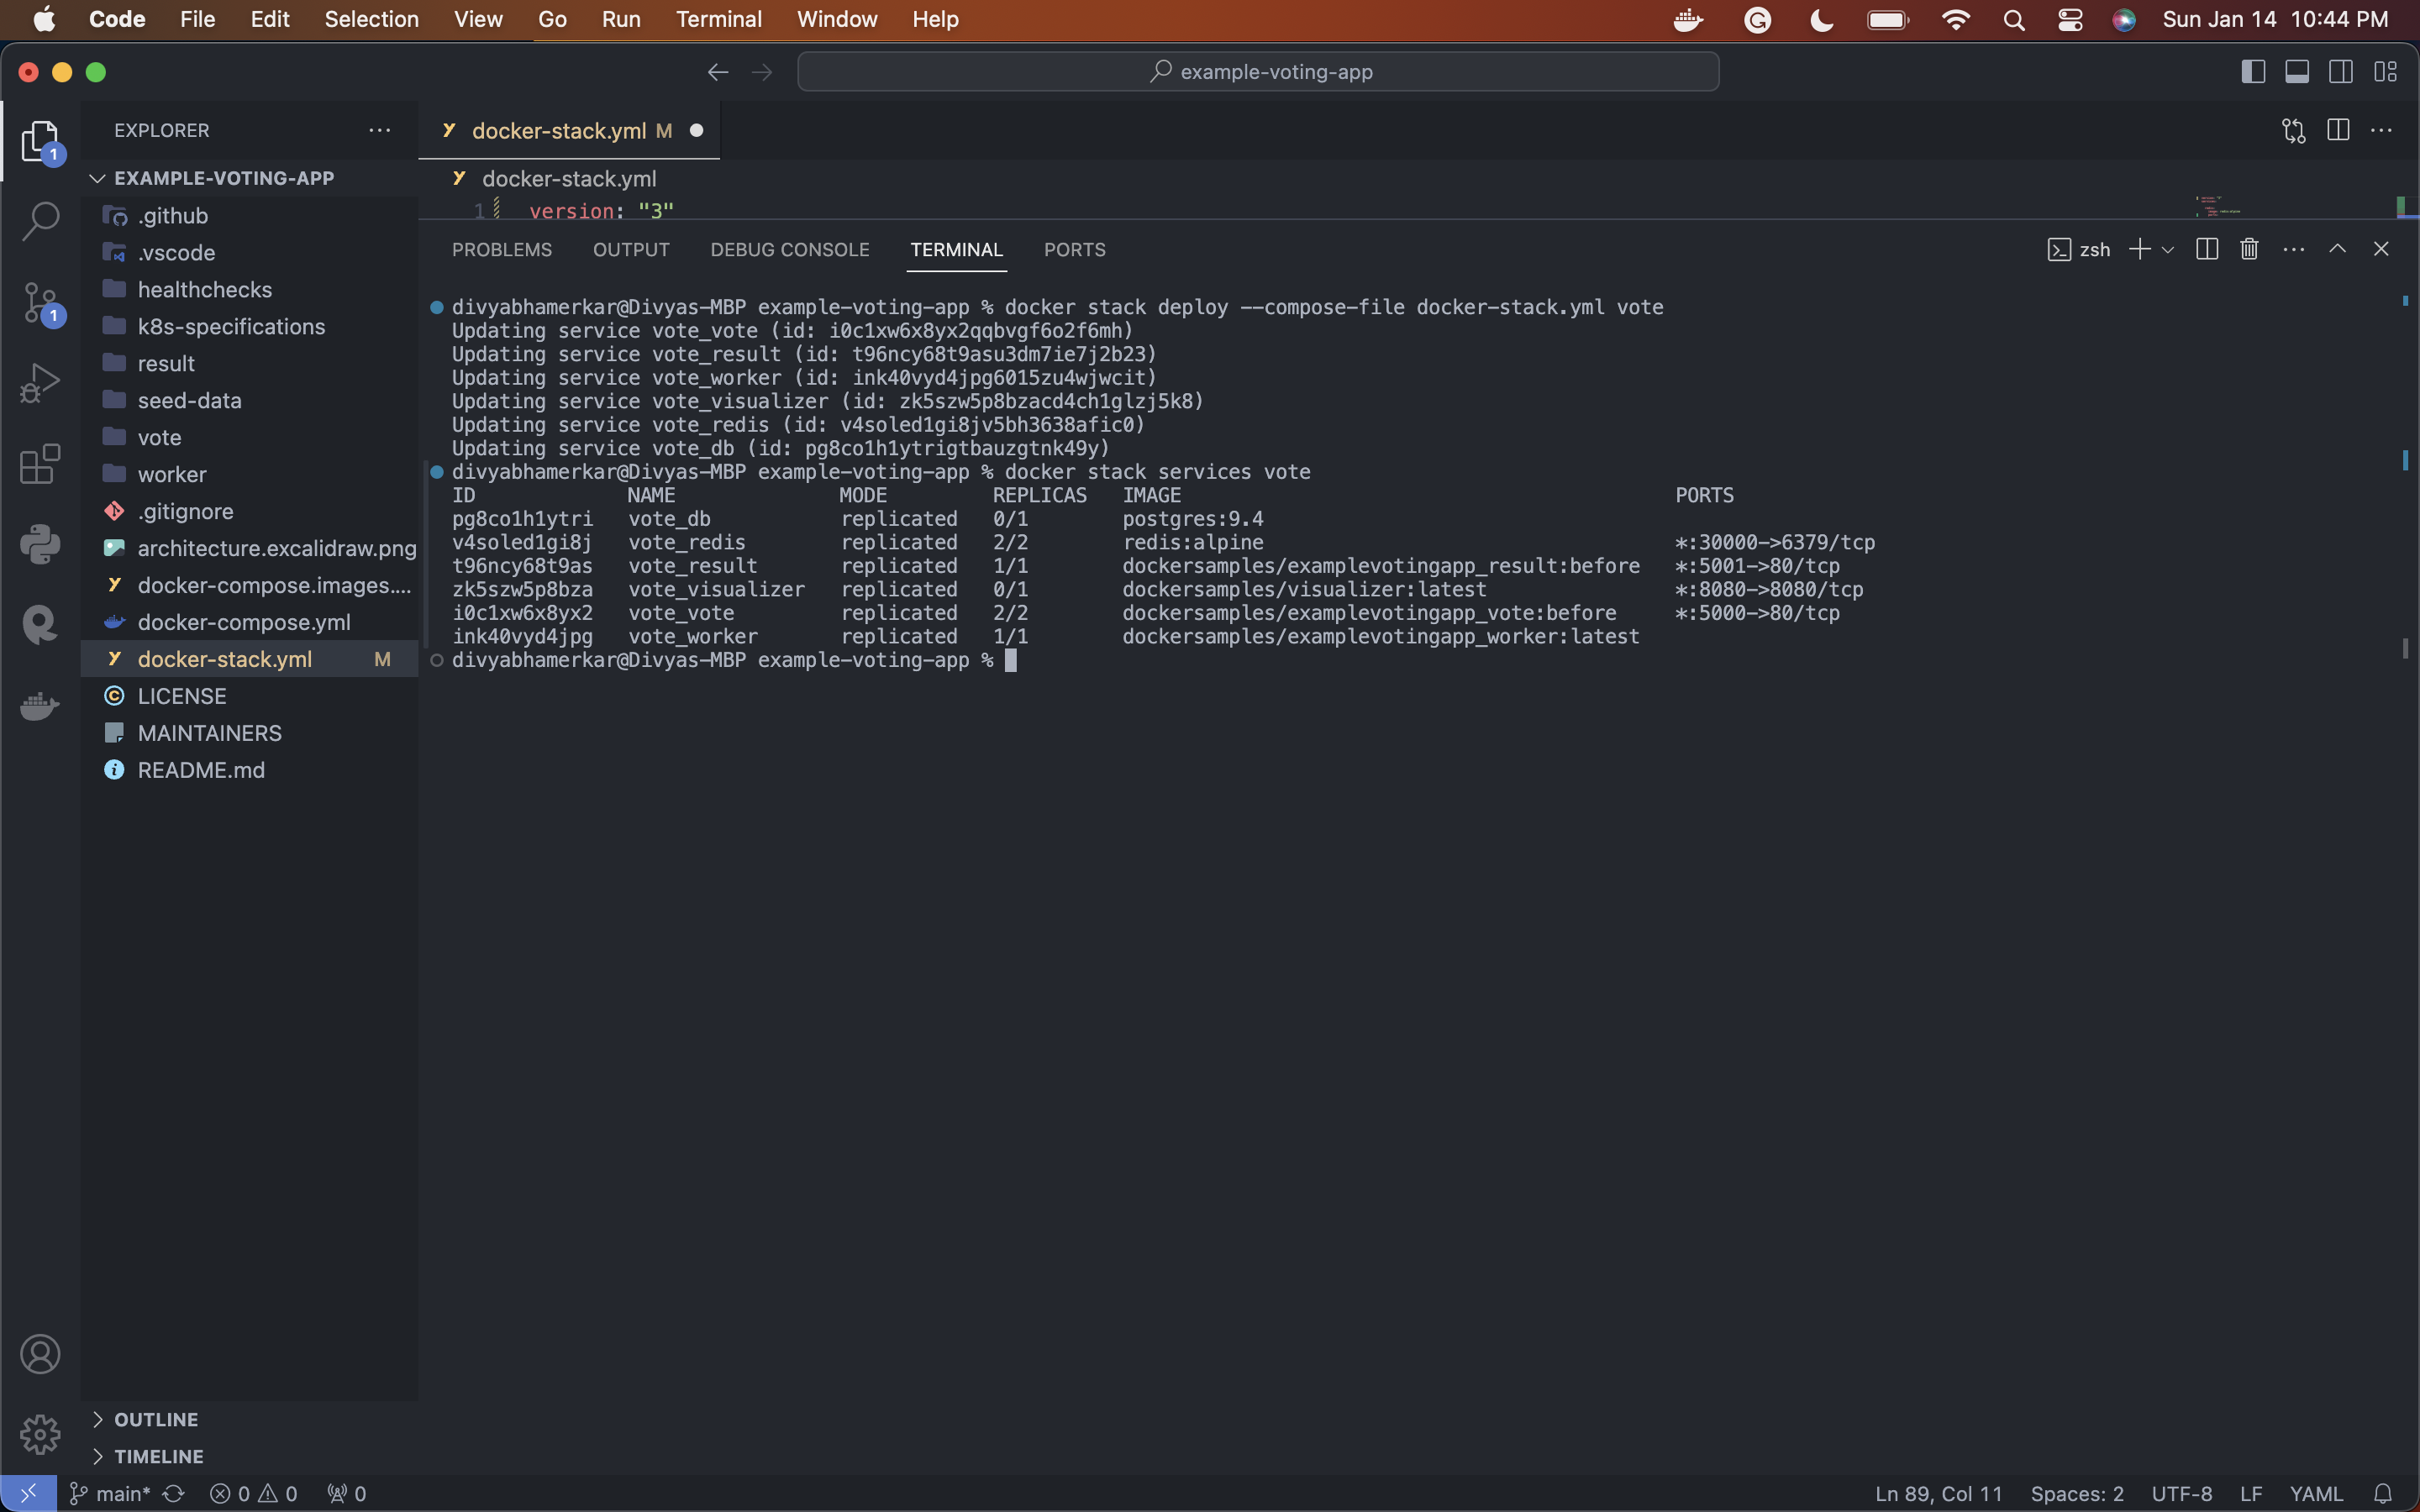 Code File Edit Selection View Go Run Terminal Window Help Sun Jan 14 10:44 PM
example-voting-app
EXPLORER
docker-stack.yml M
EXAMPLE-VOTING-APP
.github
.vscode
healthchecks
k8s-specifications
result
seed-data
vote
worker
.gitignore
architecture.excalidraw.png
docker-compose.images....
docker-compose.yml
docker-stack.yml M
LICENSE
MAINTAINERS
README.md
OUTLINE
TIMELINE
1
1
docker-stack.yml
1 version: "3"
PROBLEMS OUTPUT DEBUG CONSOLE TERMINAL PORTS
zsh
divyabhamerkar@Divyas-MBP example-voting-app % docker stack deploy --compose-file docker-stack.yml vote
Updating service vote_vote (id: i0c1xw6x8yx2qqbvgf6o2f6mh)
Updating service vote_result (id: t96ncy68t9asu3dm7ie7j2b23)
Updating service vote_worker (id: ink40vyd4jpg6015zu4wjwcit)
Updating service vote_visualizer (id: zk5szw5p8bzacd4ch1glzj5k8)
Updating service vote_redis (id: v4soled1gi8jv5bh3638afic0)
Updating service vote_db (id: pg8co1h1ytrigtbauzgtnk49y)
divyabhamerkar@Divyas-MBP example-voting-app % docker stack services vote
ID NAME MODE REPLICAS IMAGE PORTS
pg8co1h1ytri vote_db replicated 0/1 postgres:9.4
v4soled1gi8j vote_redis replicated 2/2 redis:alpine *:30000->6379/tcp
t96ncy68t9as vote_result replicated 1/1 dockersamples/examplevotingapp_result:before *:5001->80/tcp
zk5szw5p8bza vote_visualizer replicated 0/1 dockersamples/visualizer:latest *:8080->8080/tcp
i0c1xw6x8yx2 vote_vote replicated 2/2 dockersamples/examplevotingapp_vote:before *:5000->80/tcp
ink40vyd4jpg vote_worker replicated 1/1 dockersamples/examplevotingapp_worker:latest
divyabhamerkar@Divyas-MBP example-voting-app %
main* 0 0 0 Ln 89, Col 11 Spaces: 2 UTF-8 LF YAML